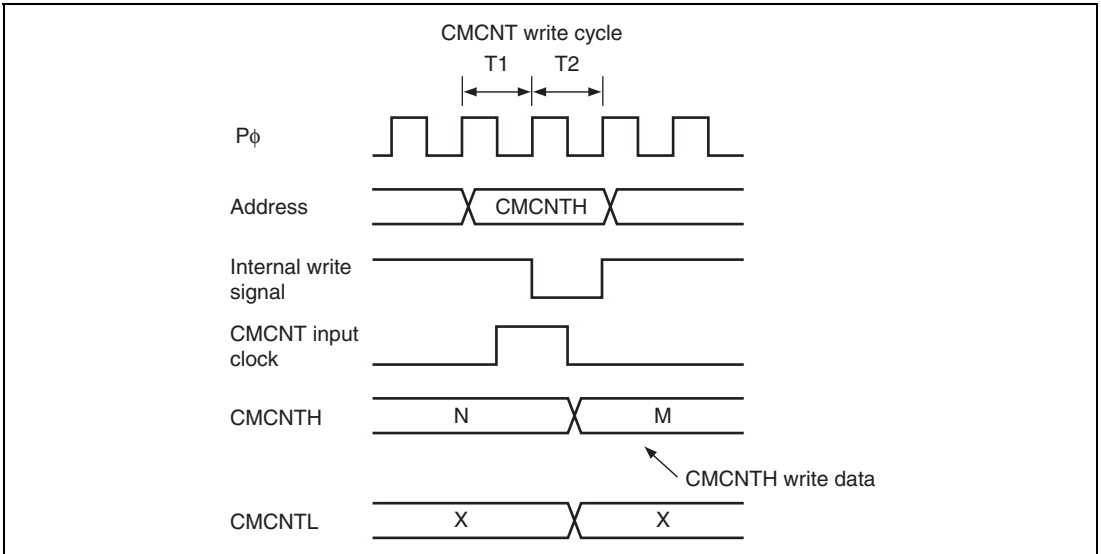 CMCNT write cycle
T1 T2
Pϕ
Address
CMCNTH
Internal write
signal
CMCNT input
clock
CMCNTH
N M
CMCNTH write data
CMCNTL
X X